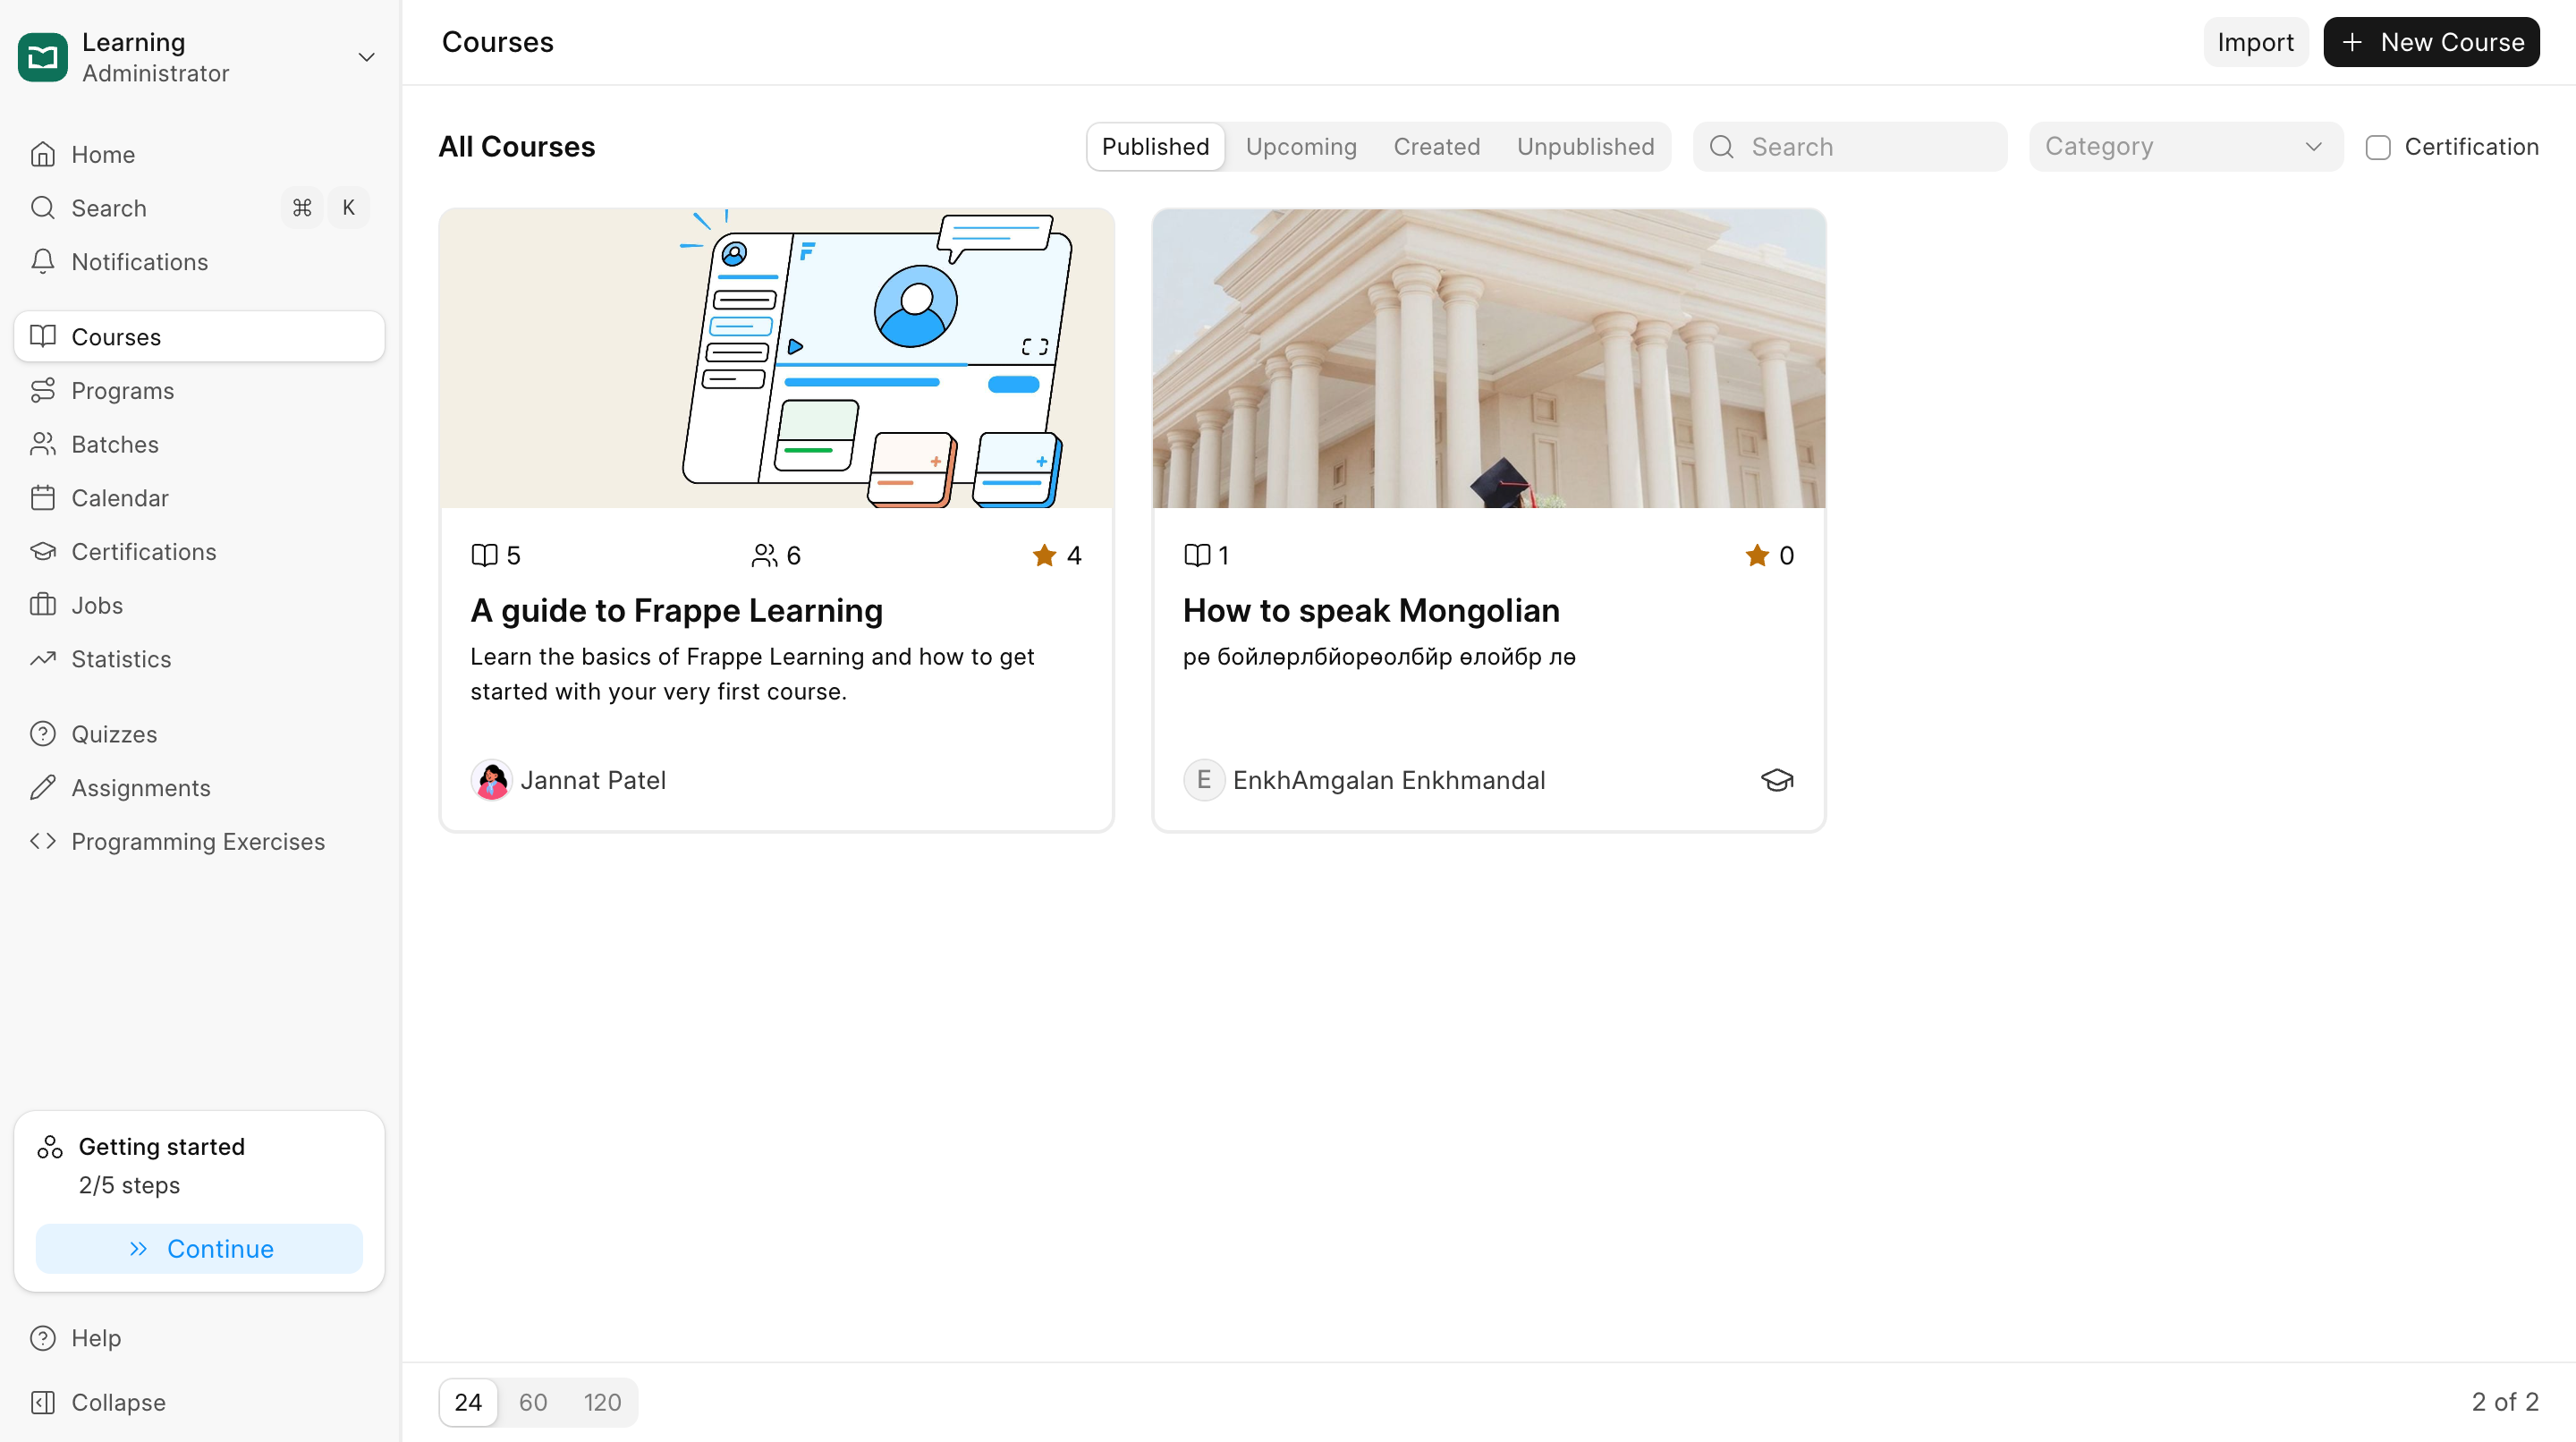 Learning
Administrator
Home
Search ⌘ K
Notifications
Courses
Programs
Batches
Calendar
Certifications
Jobs
Statistics
Quizzes
Assignments
Programming Exercises
Getting started
2/5 steps
Continue
Help
Collapse
Courses
Import
New Course
All Courses
Published Upcoming Created Unpublished
Search
Category
Certification
5 6 4
A guide to Frappe Learning
Learn the basics of Frappe Learning and how to get
started with your very first course.
Jannat Patel
1 0
How to speak Mongolian
рө бойлөрлбйорөолбйр өлойбр лө
E EnkhAmgalan Enkhmandal
24 60 120
2 of 2